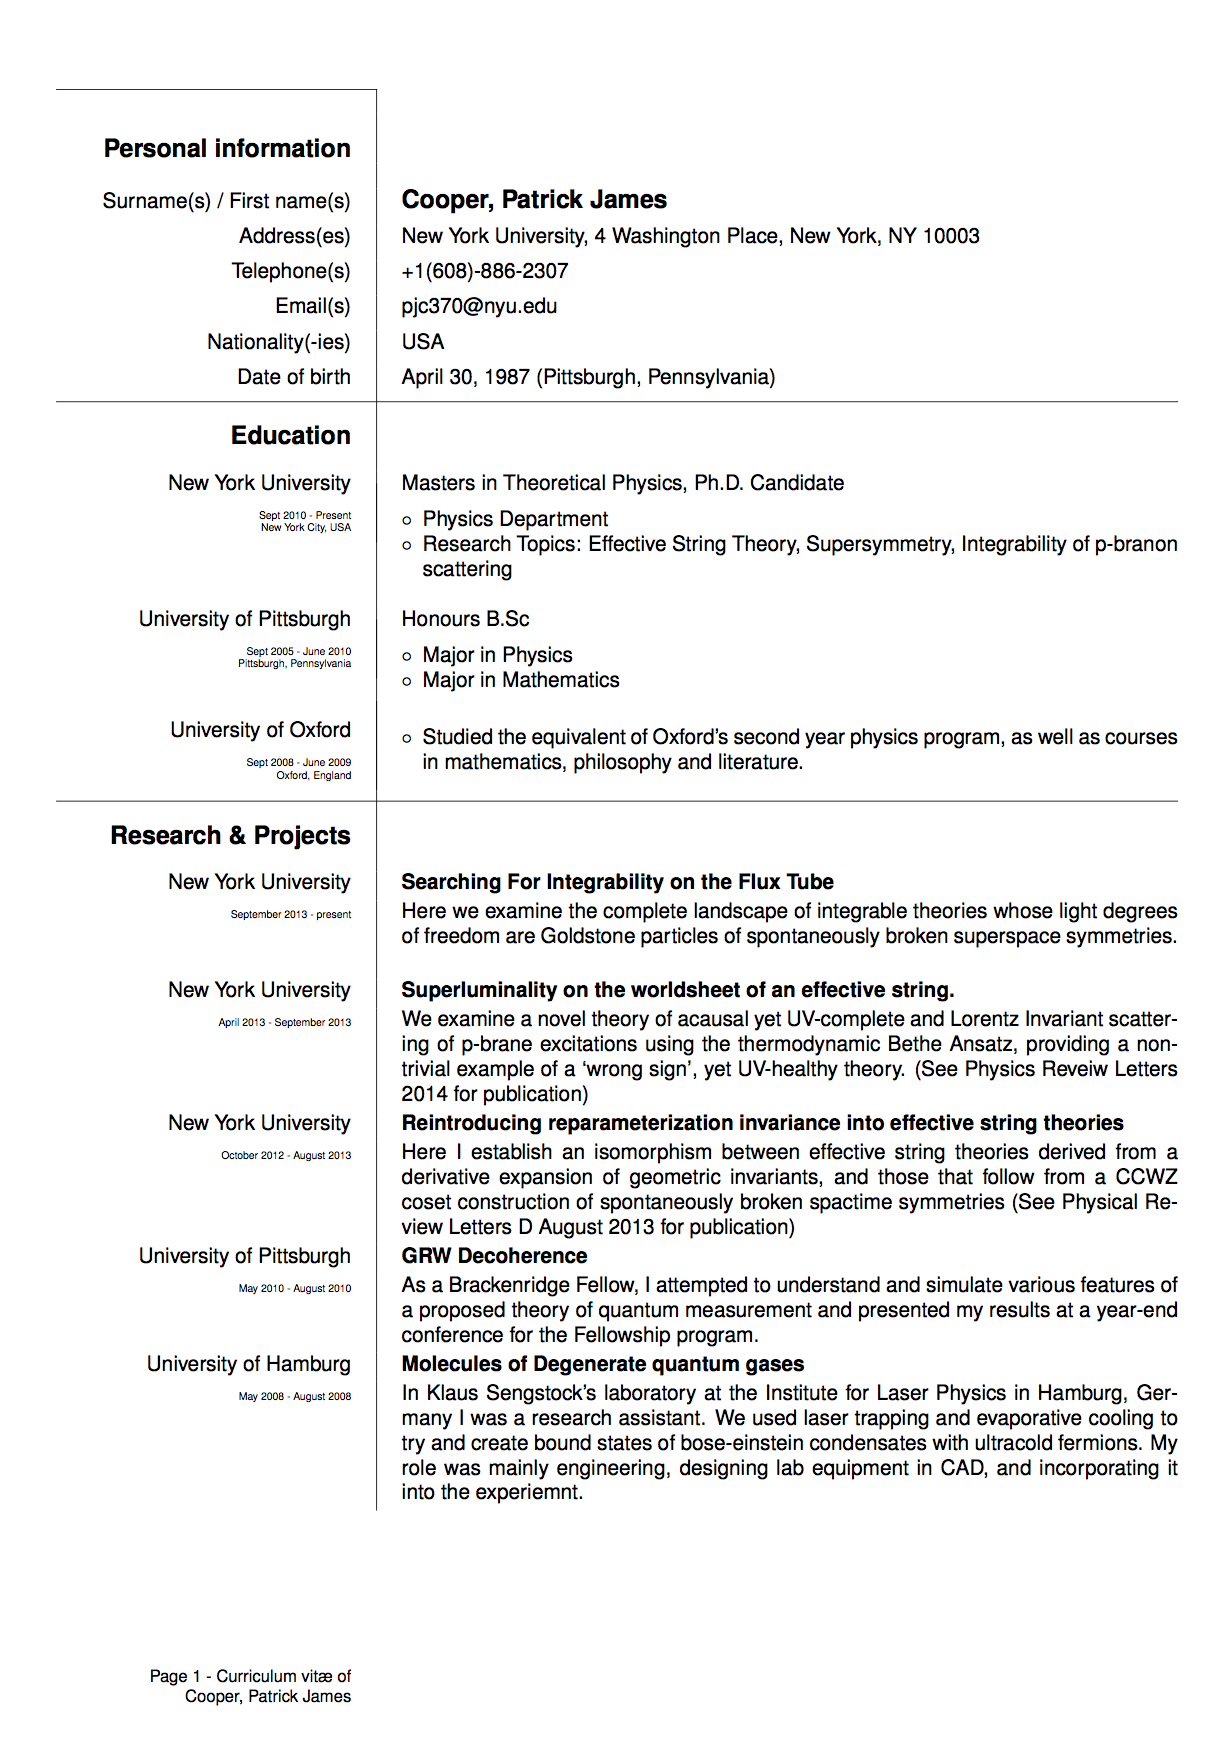 Personal information
Surname(s) / First name(s) Cooper, Patrick James
Address(es) New York University, 4 Washington Place, New York, NY 10003
Telephone(s) +1(608)-886-2307
Email(s) pjc370@nyu.edu
Nationality(-ies) USA
Date of birth April 30, 1987 (Pittsburgh, Pennsylvania)
Education
New York University Masters in Theoretical Physics, Ph.D. Candidate
Sept 2010 - Present
New York City, USA
◦ Physics Department
◦ Research Topics: Effective String Theory, Supersymmetry, Integrability of p-branon
scattering
University of Pittsburgh Honours B.Sc
Sept 2005 - June 2010
Pittsburgh, Pennsylvania
◦ Major in Physics
◦ Major in Mathematics
University of Oxford
Sept 2008 - June 2009
Oxford, England
◦ Studied the equivalent of Oxford's second year physics program, as well as courses
in mathematics, philosophy and literature.
Research & Projects
New York University Searching For Integrability on the Flux Tube
September 2013 - present
Here we examine the complete landscape of integrable theories whose light degrees
of freedom are Goldstone particles of spontaneously broken superspace symmetries.
New York University Superluminality on the worldsheet of an effective string.
April 2013 - September 2013
We examine a novel theory of acausal yet UV-complete and Lorentz Invariant scatter-
ing of p-brane excitations using the thermodynamic Bethe Ansatz, providing a non-
trivial example of a 'wrong sign', yet UV-healthy theory. (See Physics Reveiw Letters
2014 for publication)
New York University Reintroducing reparameterization invariance into effective string theories
October 2012 - August 2013
Here I establish an isomorphism between effective string theories derived from a
derivative expansion of geometric invariants, and those that follow from a CCWZ
coset construction of spontaneously broken spactime symmetries (See Physical Re-
view Letters D August 2013 for publication)
University of Pittsburgh GRW Decoherence
May 2010 - August 2010
As a Brackenridge Fellow, I attempted to understand and simulate various features of
a proposed theory of quantum measurement and presented my results at a year-end
conference for the Fellowship program.
University of Hamburg Molecules of Degenerate quantum gases
May 2008 - August 2008
In Klaus Sengstock's laboratory at the Institute for Laser Physics in Hamburg, Ger-
many I was a research assistant. We used laser trapping and evaporative cooling to
try and create bound states of bose-einstein condensates with ultracold fermions. My
role was mainly engineering, designing lab equipment in CAD, and incorporating it
into the experiemnt.
Page 1 - Curriculum vitæ of
Cooper, Patrick James